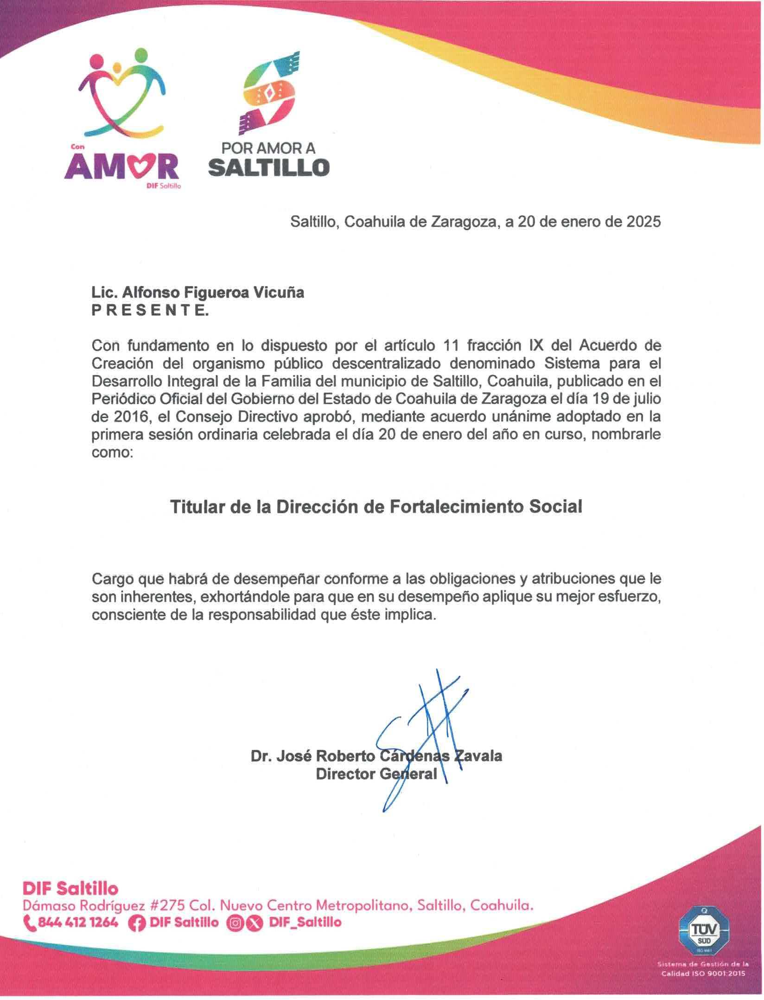 Con
AMOR
DIF Saltillo
POR AMOR A
SALTILLO
Saltillo, Coahuila de Zaragoza, a 20 de enero de 2025
Lic. Alfonso Figueroa Vicuña
P R E S E N T E.
Con fundamento en lo dispuesto por el artículo 11 fracción IX del Acuerdo de
Creación del organismo público descentralizado denominado Sistema para el
Desarrollo Integral de la Familia del municipio de Saltillo, Coahuila, publicado en el
Periódico Oficial del Gobierno del Estado de Coahuila de Zaragoza el día 19 de julio
de 2016, el Consejo Directivo aprobó, mediante acuerdo unánime adoptado en la
primera sesión ordinaria celebrada el día 20 de enero del año en curso, nombrarle
como:
Titular de la Dirección de Fortalecimiento Social
Cargo que habrá de desempeñar conforme a las obligaciones y atribuciones que le
son inherentes, exhortándole para que en su desempeño aplique su mejor esfuerzo,
consciente de la responsabilidad que éste implica.
Dr. José Roberto Cárdenas Zavala
Director General
DIF Saltillo
Dámaso Rodríguez #275 Col. Nuevo Centro Metropolitano, Saltillo, Coahuila.
844 412 1264 DIF Saltillo DIF_Saltillo
TÜV
SÜD
ISO 9001
Sistema de Gestión de la
Calidad ISO 9001:2015